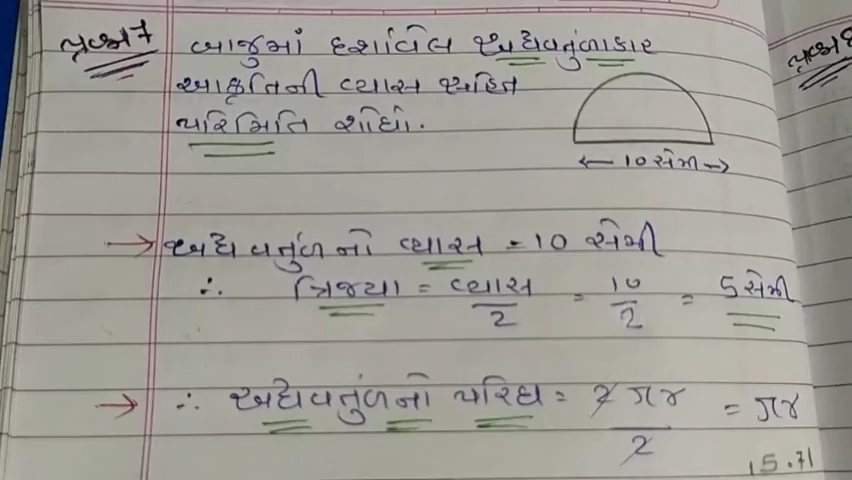 પ્રશ્ન 7 બાજુમાં દર્શાવેલ અર્ધવર્તુળાકાર
આકૃતિની વ્યાસ સહિત
પરિમિતિ શોધો.
← 10 સેમી →
→ અર્ધવર્તુળનો વ્યાસ = 10 સેમી
∴ ત્રિજ્યા = વ્યાસ/2 = 10/2 = 5 સેમી
→ ∴ અર્ધવર્તુળનો પરિઘ = 2πr/2 = πr
15.71